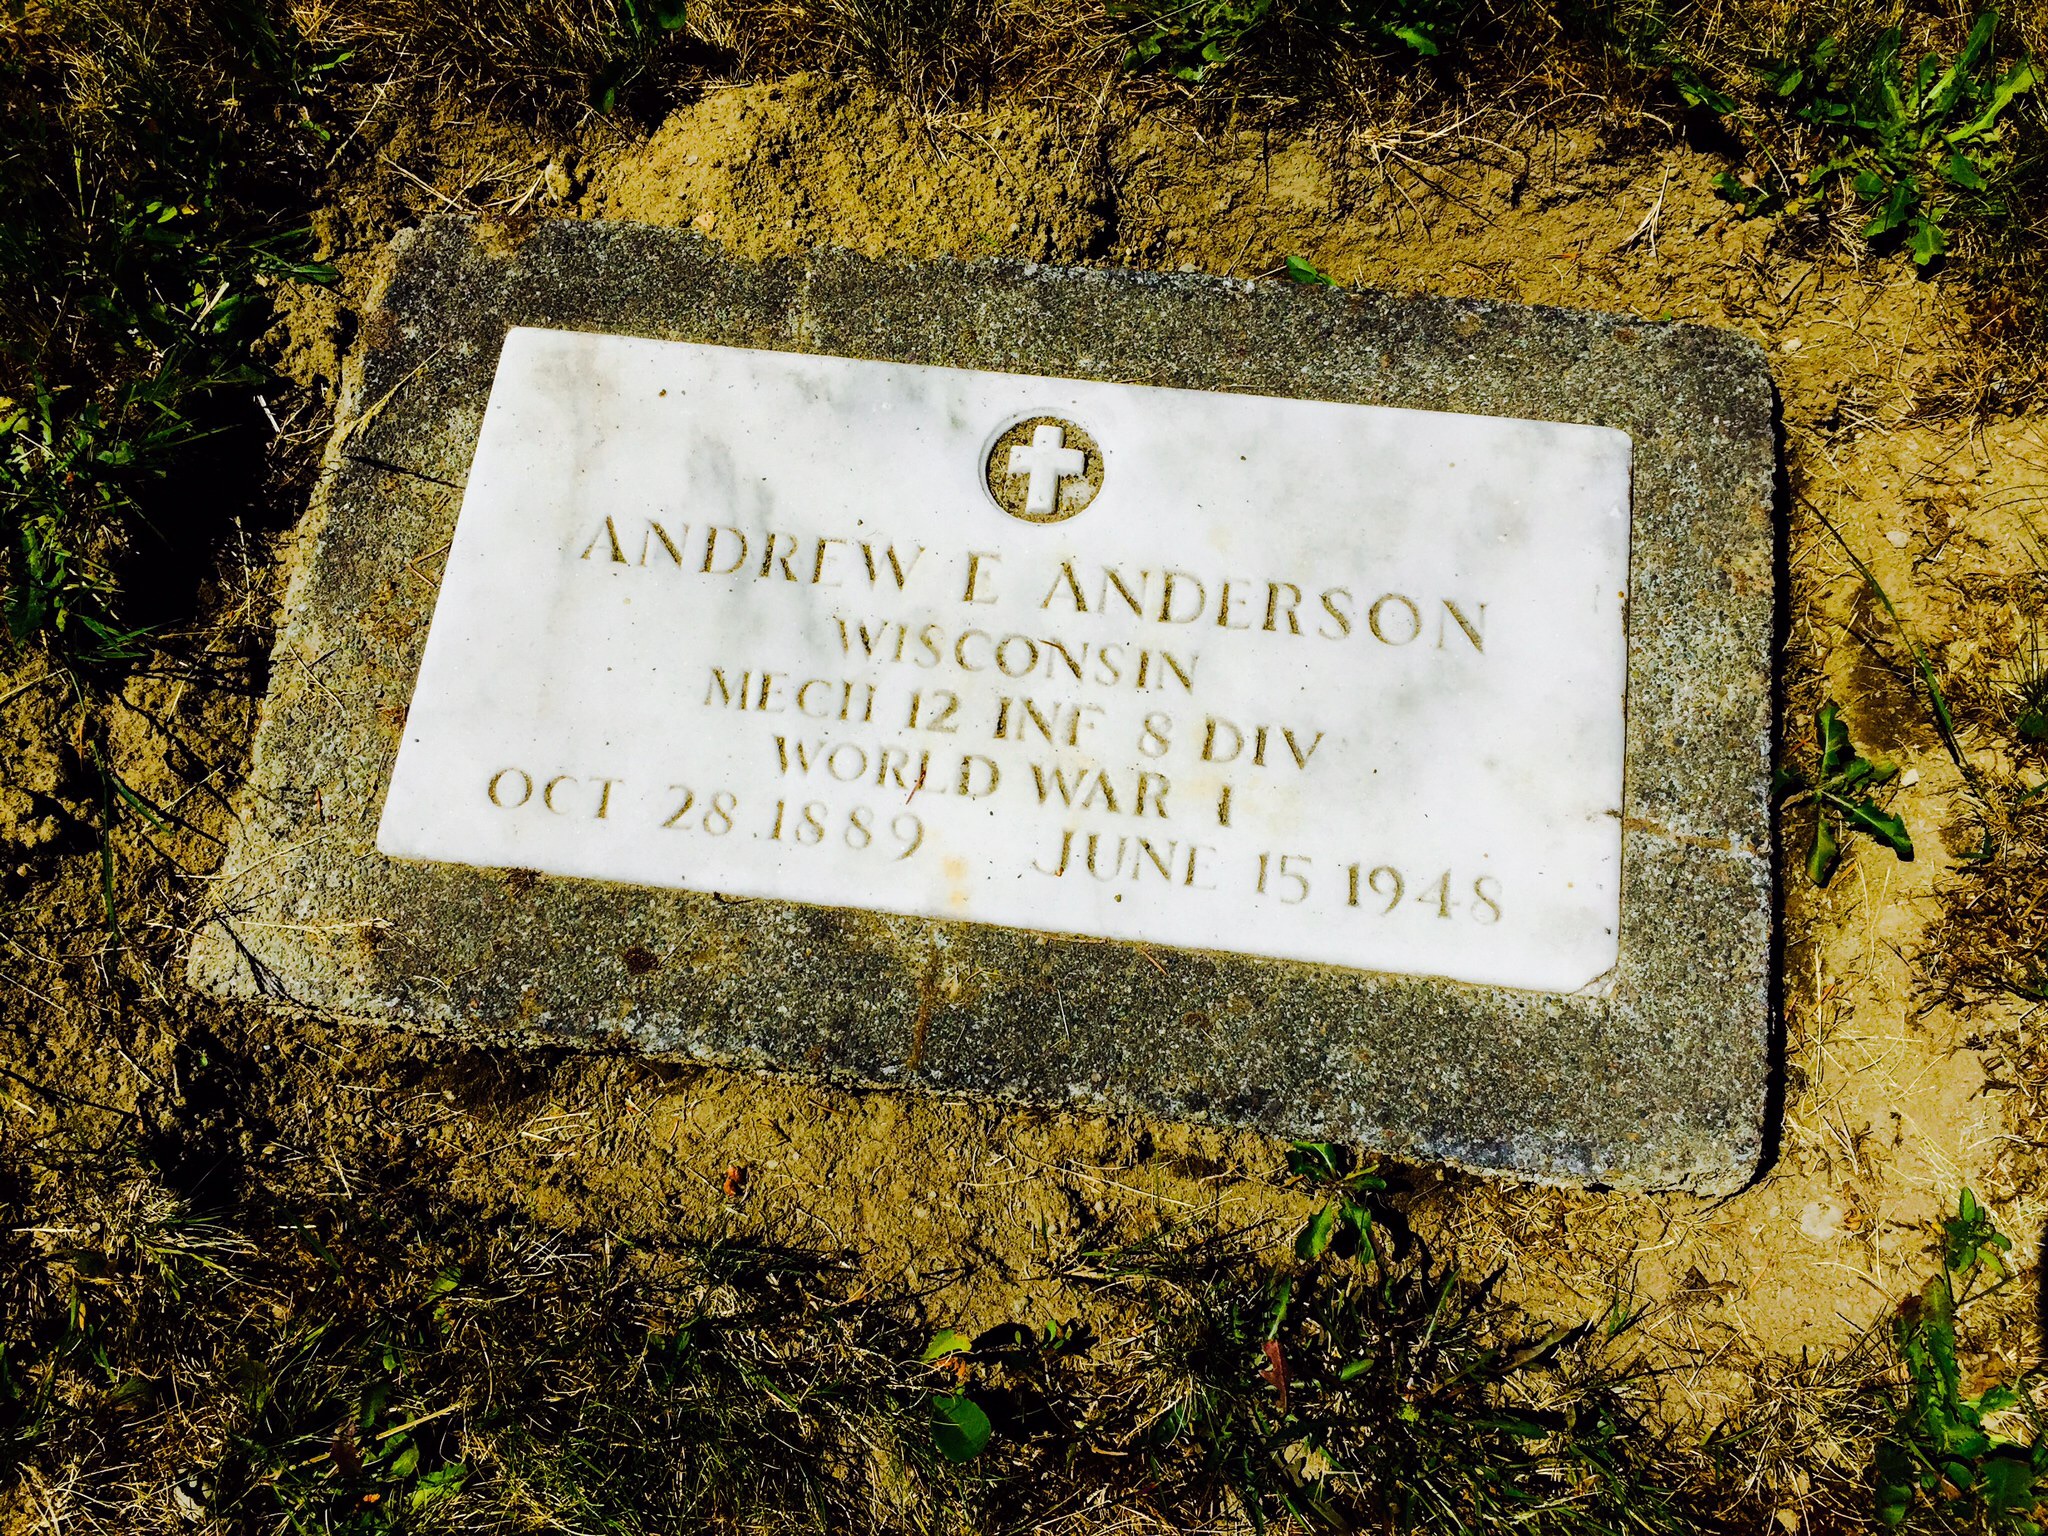 ANDREW E ANDERSON
WISCONSIN
MECH 12 INF 8 DIV
WORLD WAR I
OCT 28 1889 JUNE 15 1948